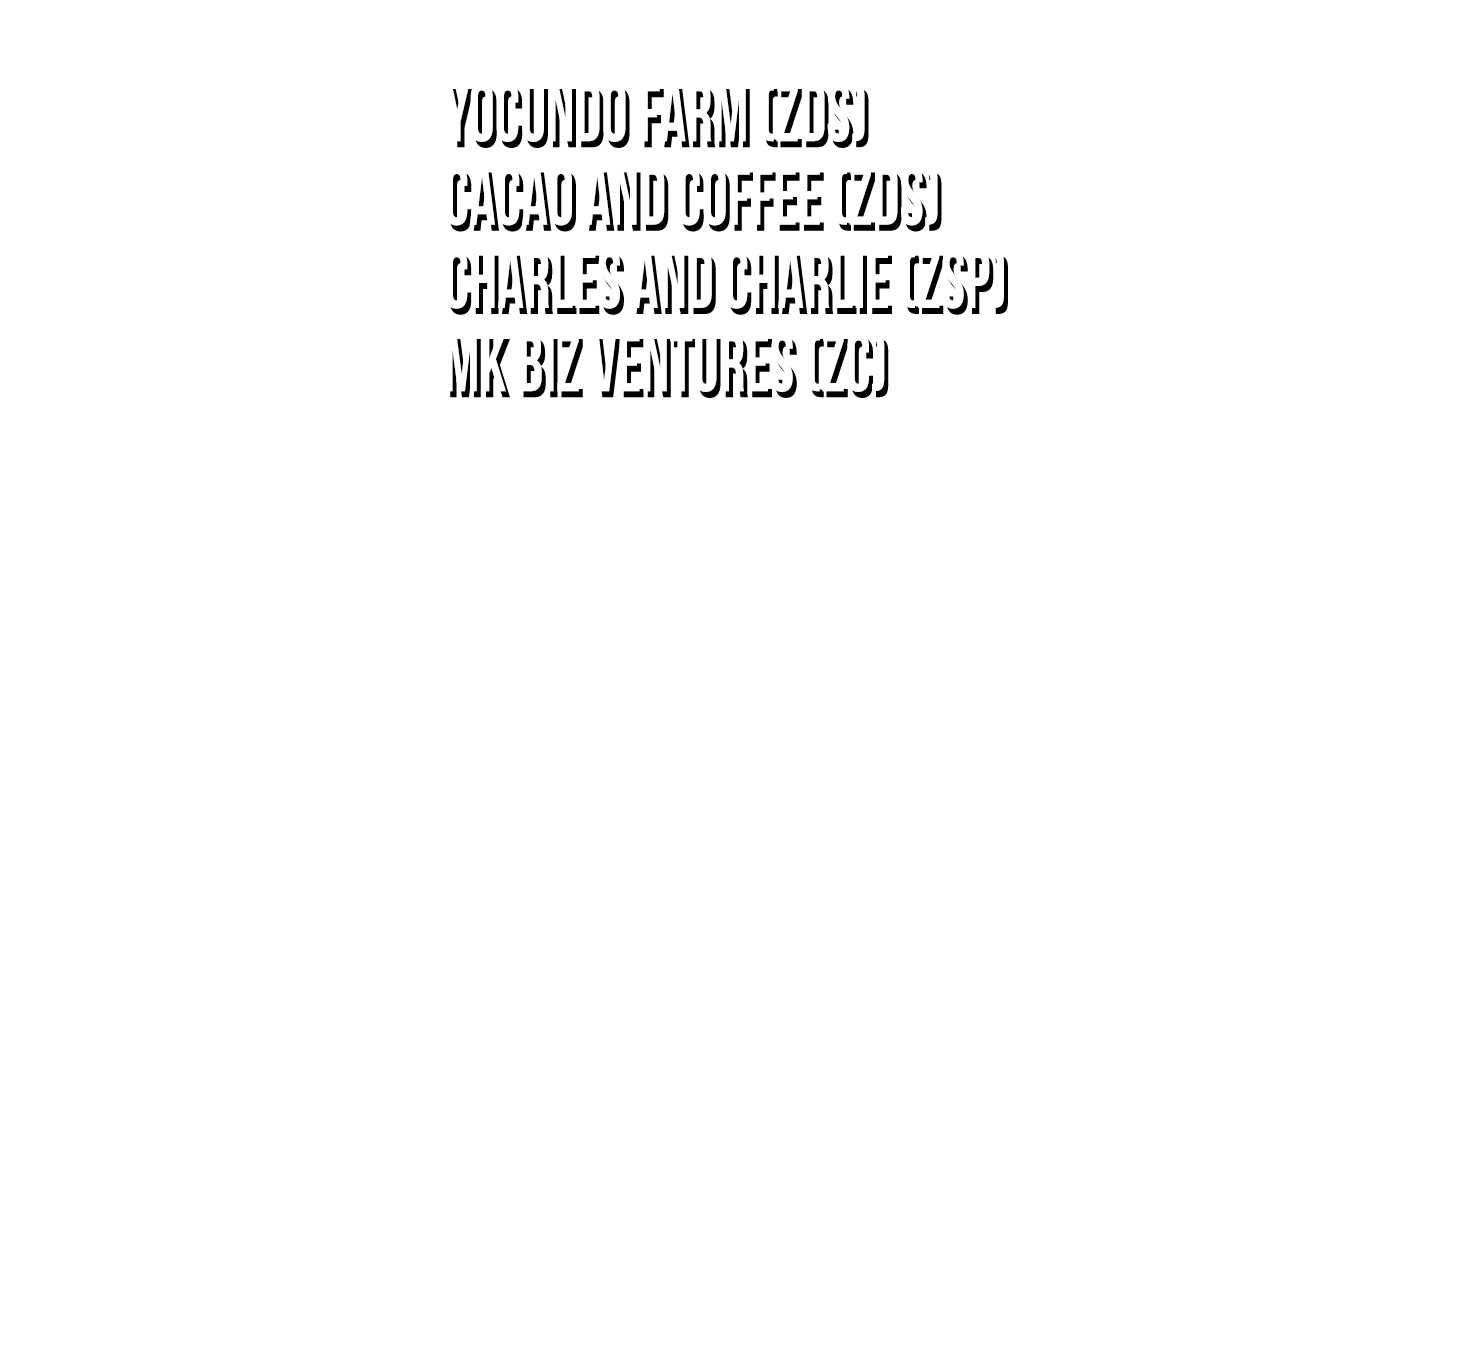 YOCUNDO FARM (ZDS)
CACAO AND COFFEE (ZDS)
CHARLES AND CHARLIE (ZSP)
MK BIZ VENTURES (ZC)